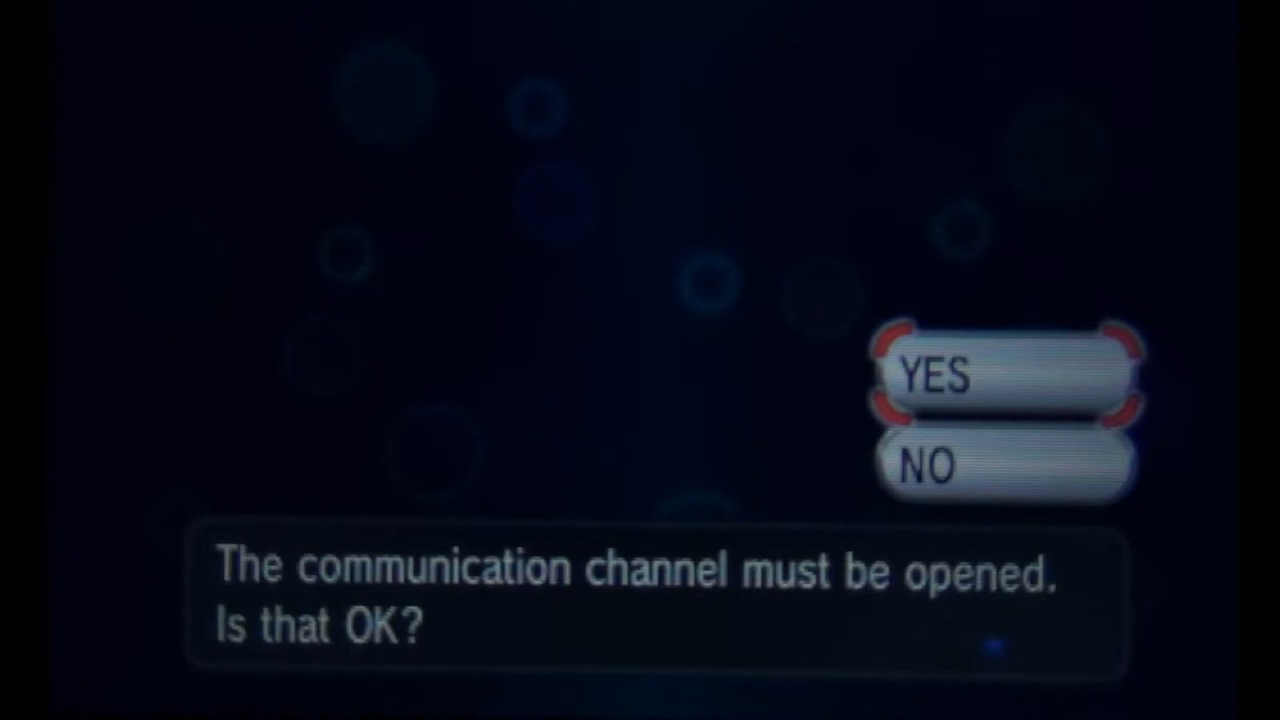 YES
NO
The communication channel must be opened.
Is that OK?